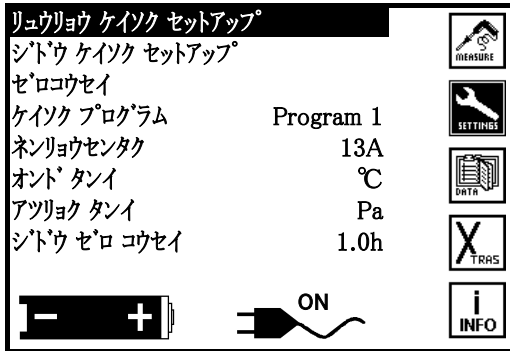 リュウリョウ ケイソク セットアップ
ジドウ ケイソク セットアップ
ゼロコウセイ
ケイソク プログラム Program 1
ネンリョウセンタク 13A
オンド タンイ ℃
アツリョク タンイ Pa
ジドウ ゼロ コウセイ 1.0h
ON
MEASURE
SETTINGS
DATA
XTRAS
i
INFO